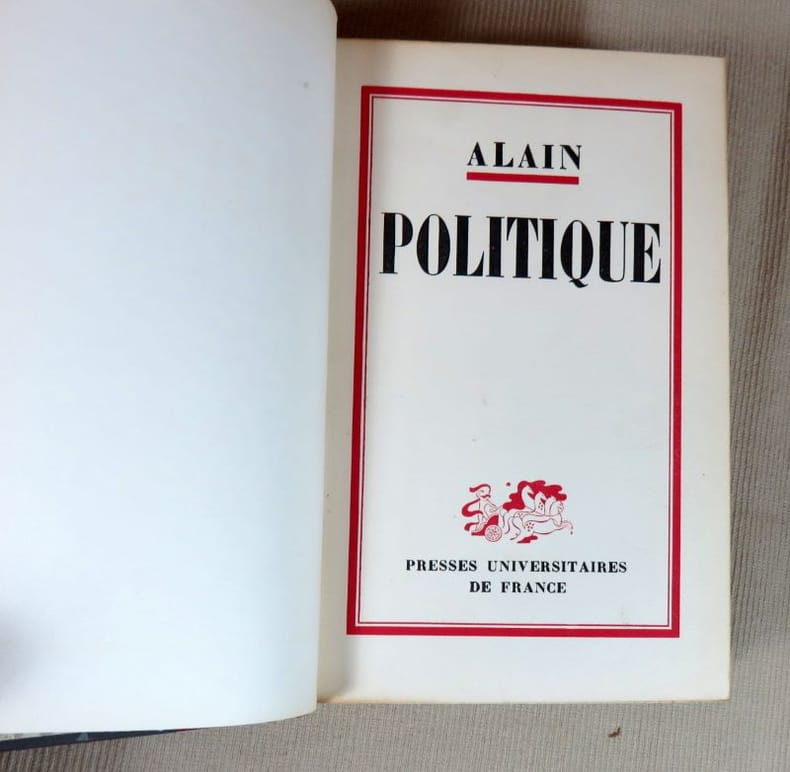 ALAIN
POLITIQUE
PRESSES UNIVERSITAIRES
DE FRANCE